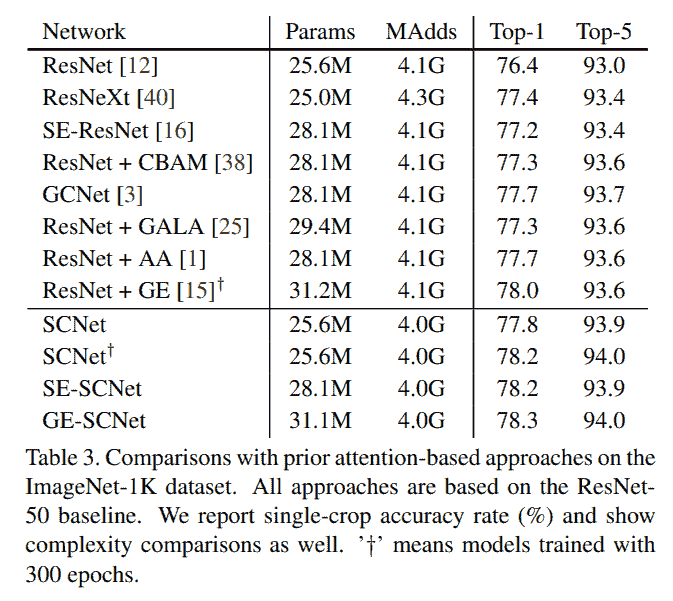 Network Params MAdds Top-1 Top-5
ResNet [12] 25.6M 4.1G 76.4 93.0
ResNeXt [40] 25.0M 4.3G 77.4 93.4
SE-ResNet [16] 28.1M 4.1G 77.2 93.4
ResNet + CBAM [38] 28.1M 4.1G 77.3 93.6
GCNet [3] 28.1M 4.1G 77.7 93.7
ResNet + GALA [25] 29.4M 4.1G 77.3 93.6
ResNet + AA [1] 28.1M 4.1G 77.7 93.6
ResNet + GE [15]† 31.2M 4.1G 78.0 93.6
SCNet 25.6M 4.0G 77.8 93.9
SCNet† 25.6M 4.0G 78.2 94.0
SE-SCNet 28.1M 4.0G 78.2 93.9
GE-SCNet 31.1M 4.0G 78.3 94.0
Table 3. Comparisons with prior attention-based approaches on the
ImageNet-1K dataset. All approaches are based on the ResNet-
50 baseline. We report single-crop accuracy rate (%) and show
complexity comparisons as well. ’†’ means models trained with
300 epochs.